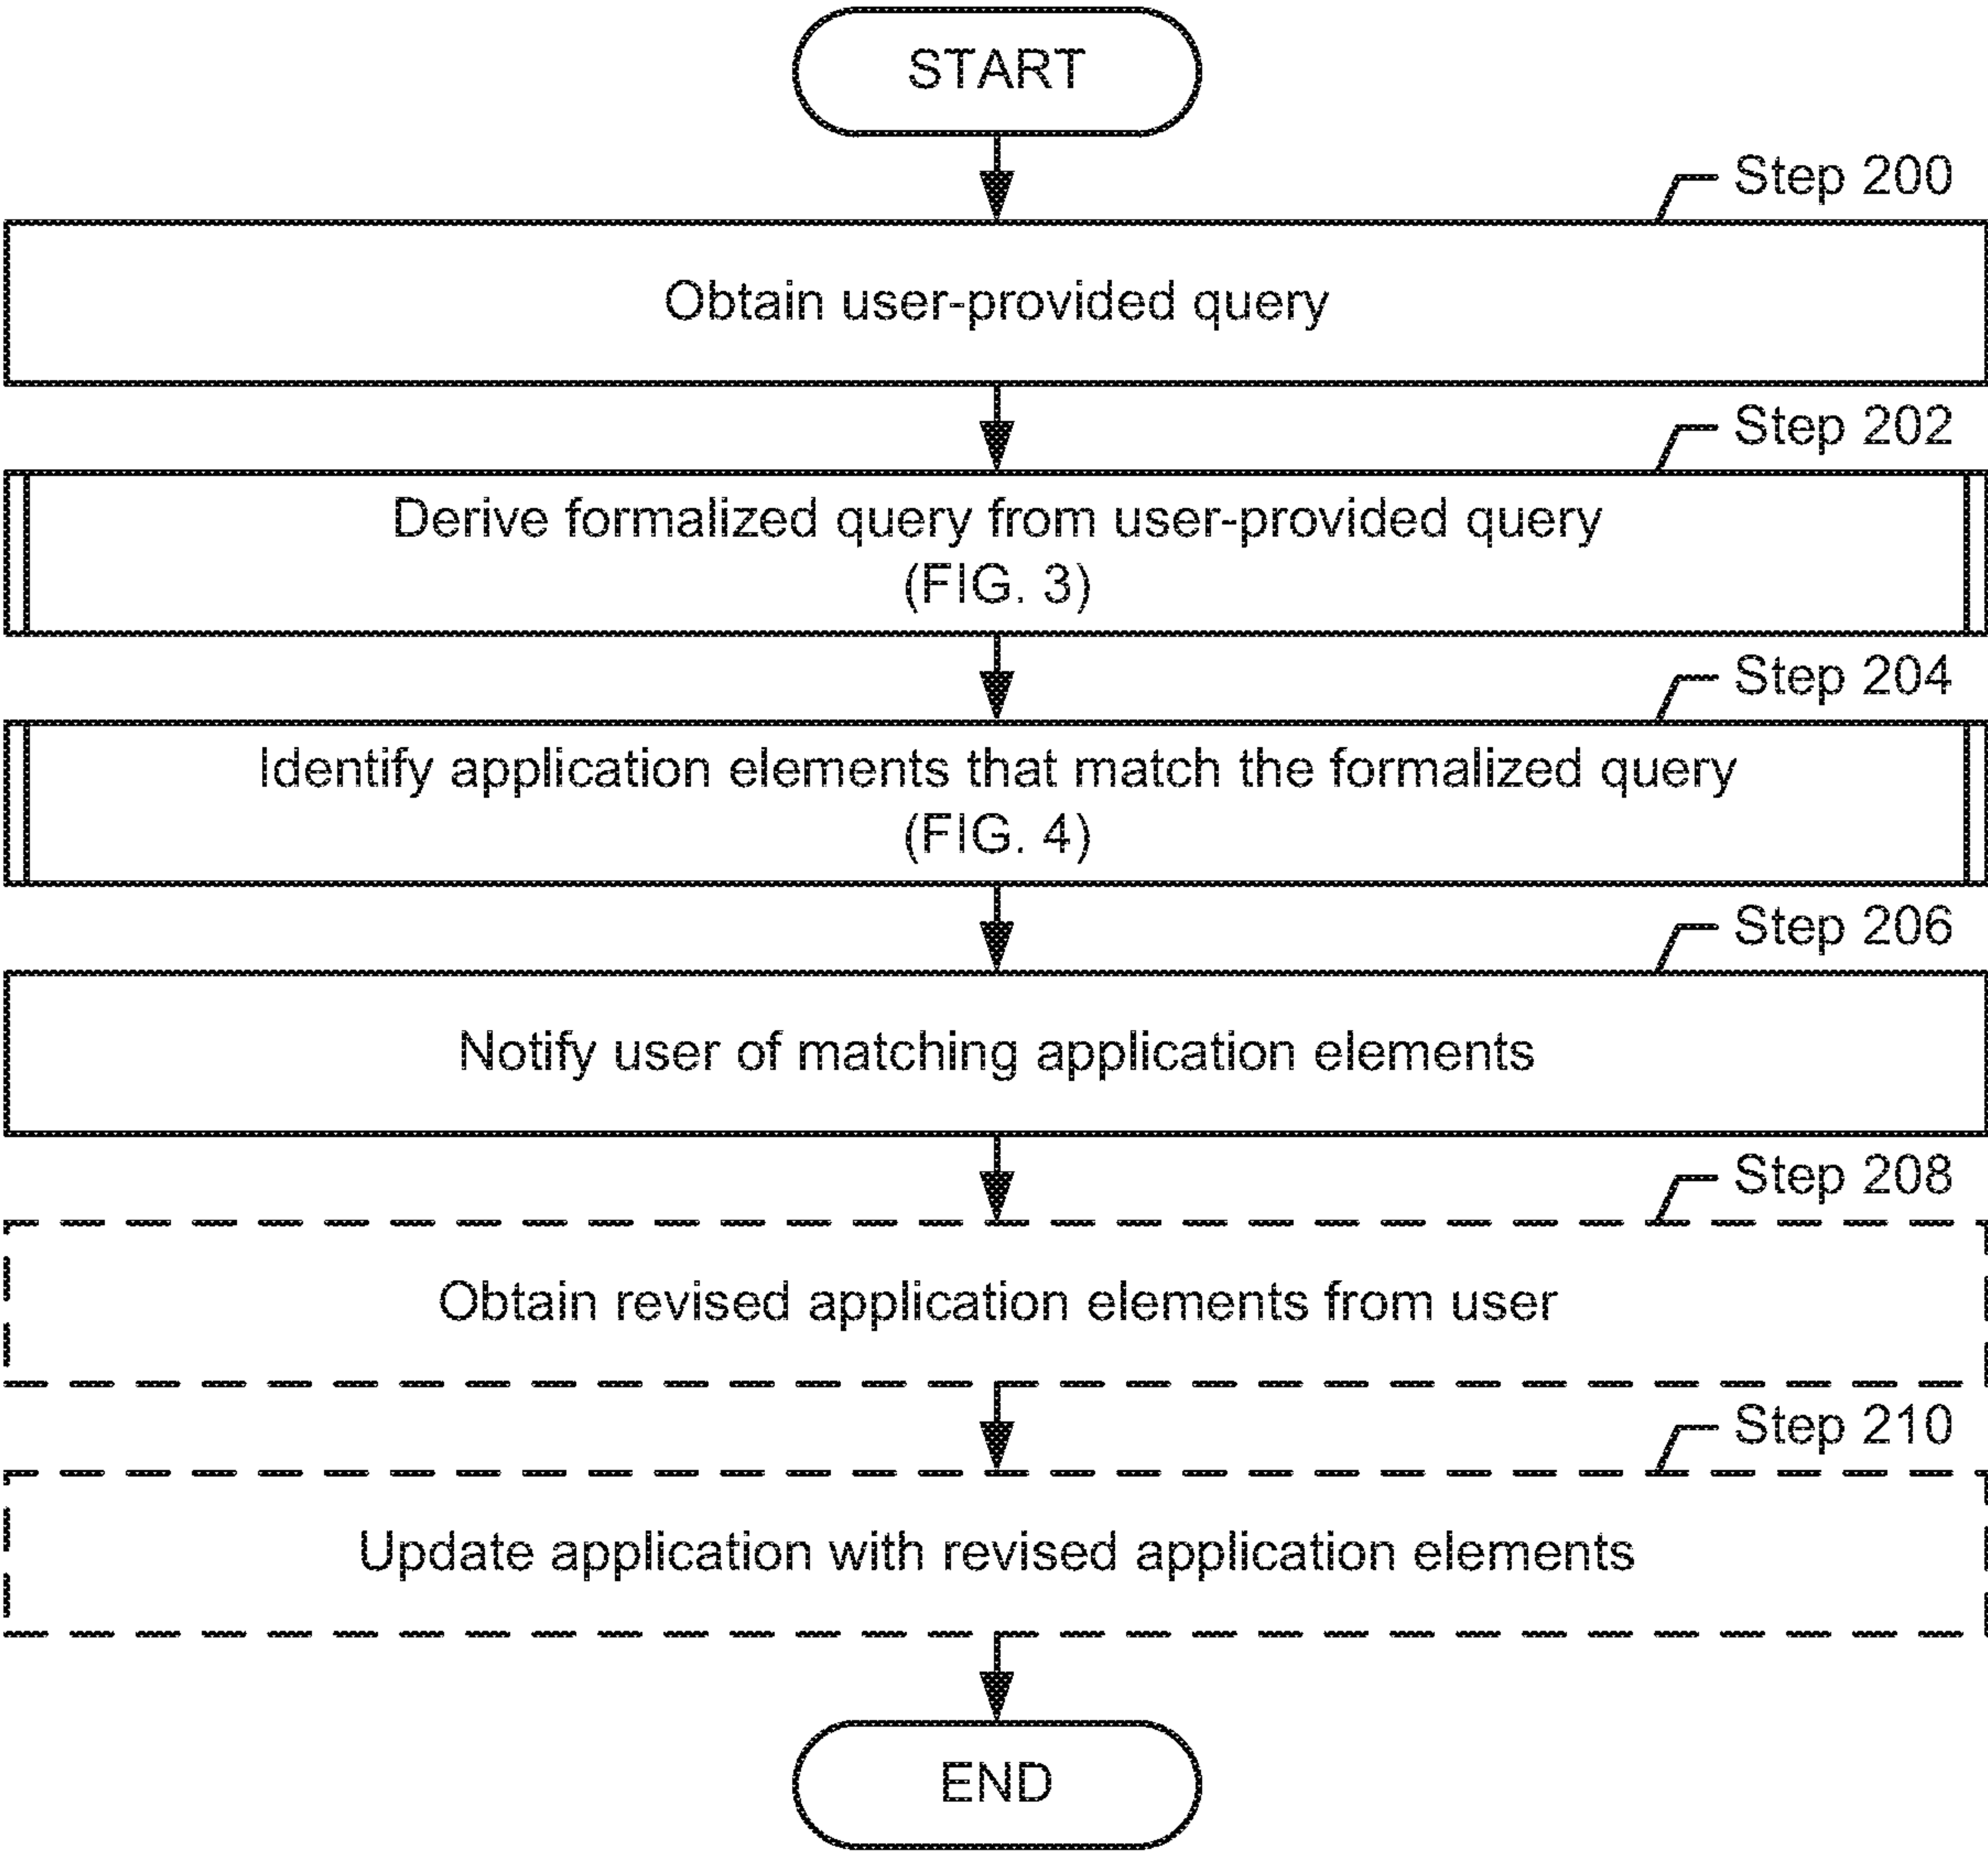 START
Step 200
Obtain user-provided query
Step 202
Derive formalized query from user-provided query
(FIG. 3)
Step 204
Identify application elements that match the formalized query
(FIG. 4)
Step 206
Notify user of matching application elements
Step 208
Obtain revised application elements from user
Step 210
Update application with revised application elements
END